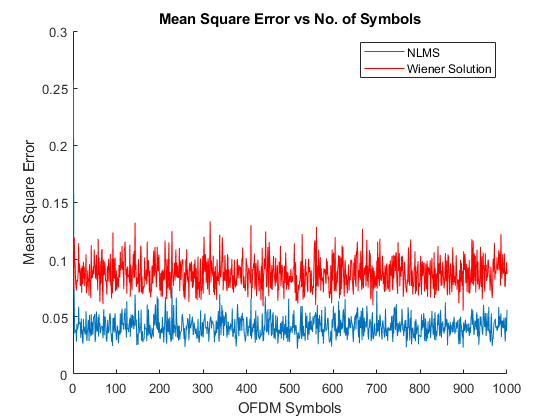 Mean Square Error vs No. of Symbols
NLMS
Wiener Solution
Mean Square Error
0.3
0.25
0.2
0.15
0.1
0.05
0
0 100 200 300 400 500 600 700 800 900 1000
OFDM Symbols